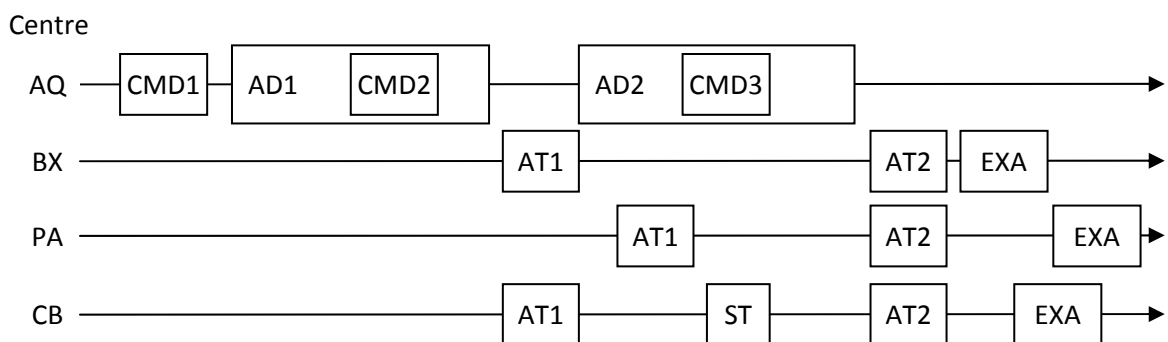 Centre
AQ CMD1 AD1 CMD2 AD2 CMD3
BX AT1 AT2 EXA
PA AT1 AT2 EXA
CB AT1 ST AT2 EXA